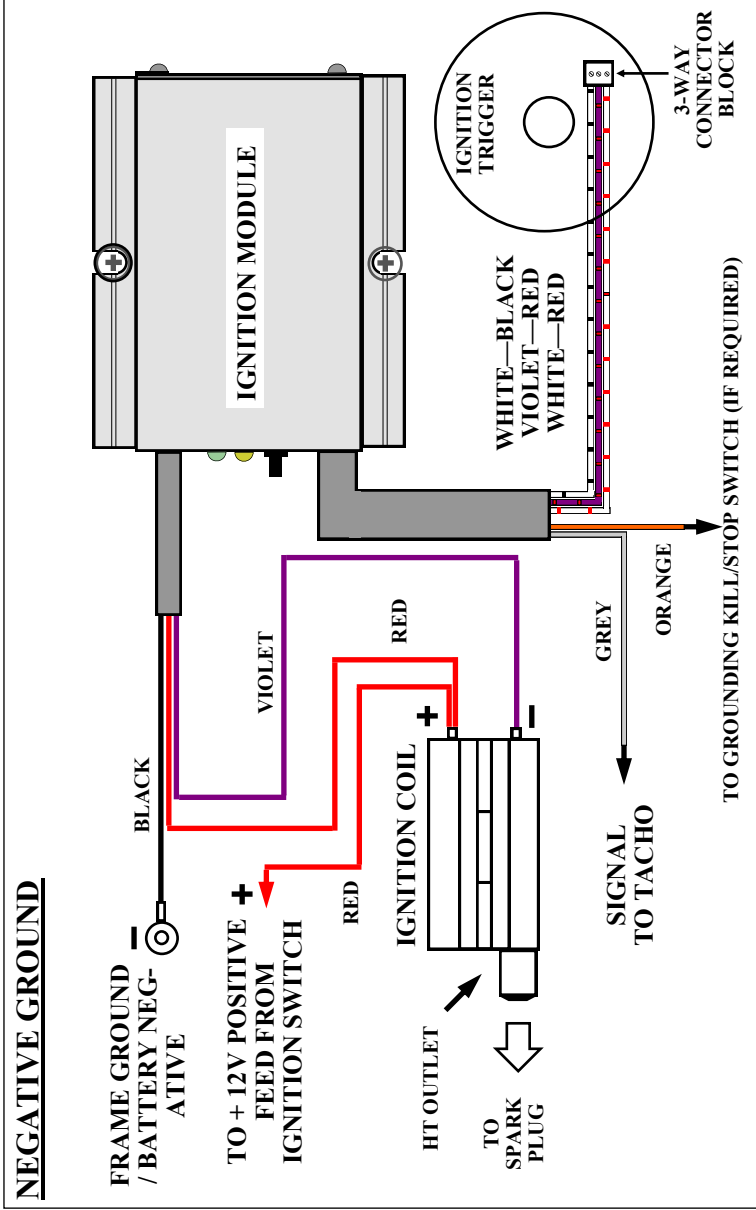 NEGATIVE GROUND
FRAME GROUND
/ BATTERY NEG-
ATIVE
–
BLACK
TO + 12V POSITIVE
FEED FROM
IGNITION SWITCH
+
RED
VIOLET
RED
IGNITION MODULE
IGNITION COIL
+
–
HT OUTLET
TO
SPARK
PLUG
SIGNAL
TO TACHO
GREY
ORANGE
TO GROUNDING KILL/STOP SWITCH (IF REQUIRED)
WHITE—BLACK
VIOLET—RED
WHITE—RED
IGNITION
TRIGGER
3-WAY
CONNECTOR
BLOCK